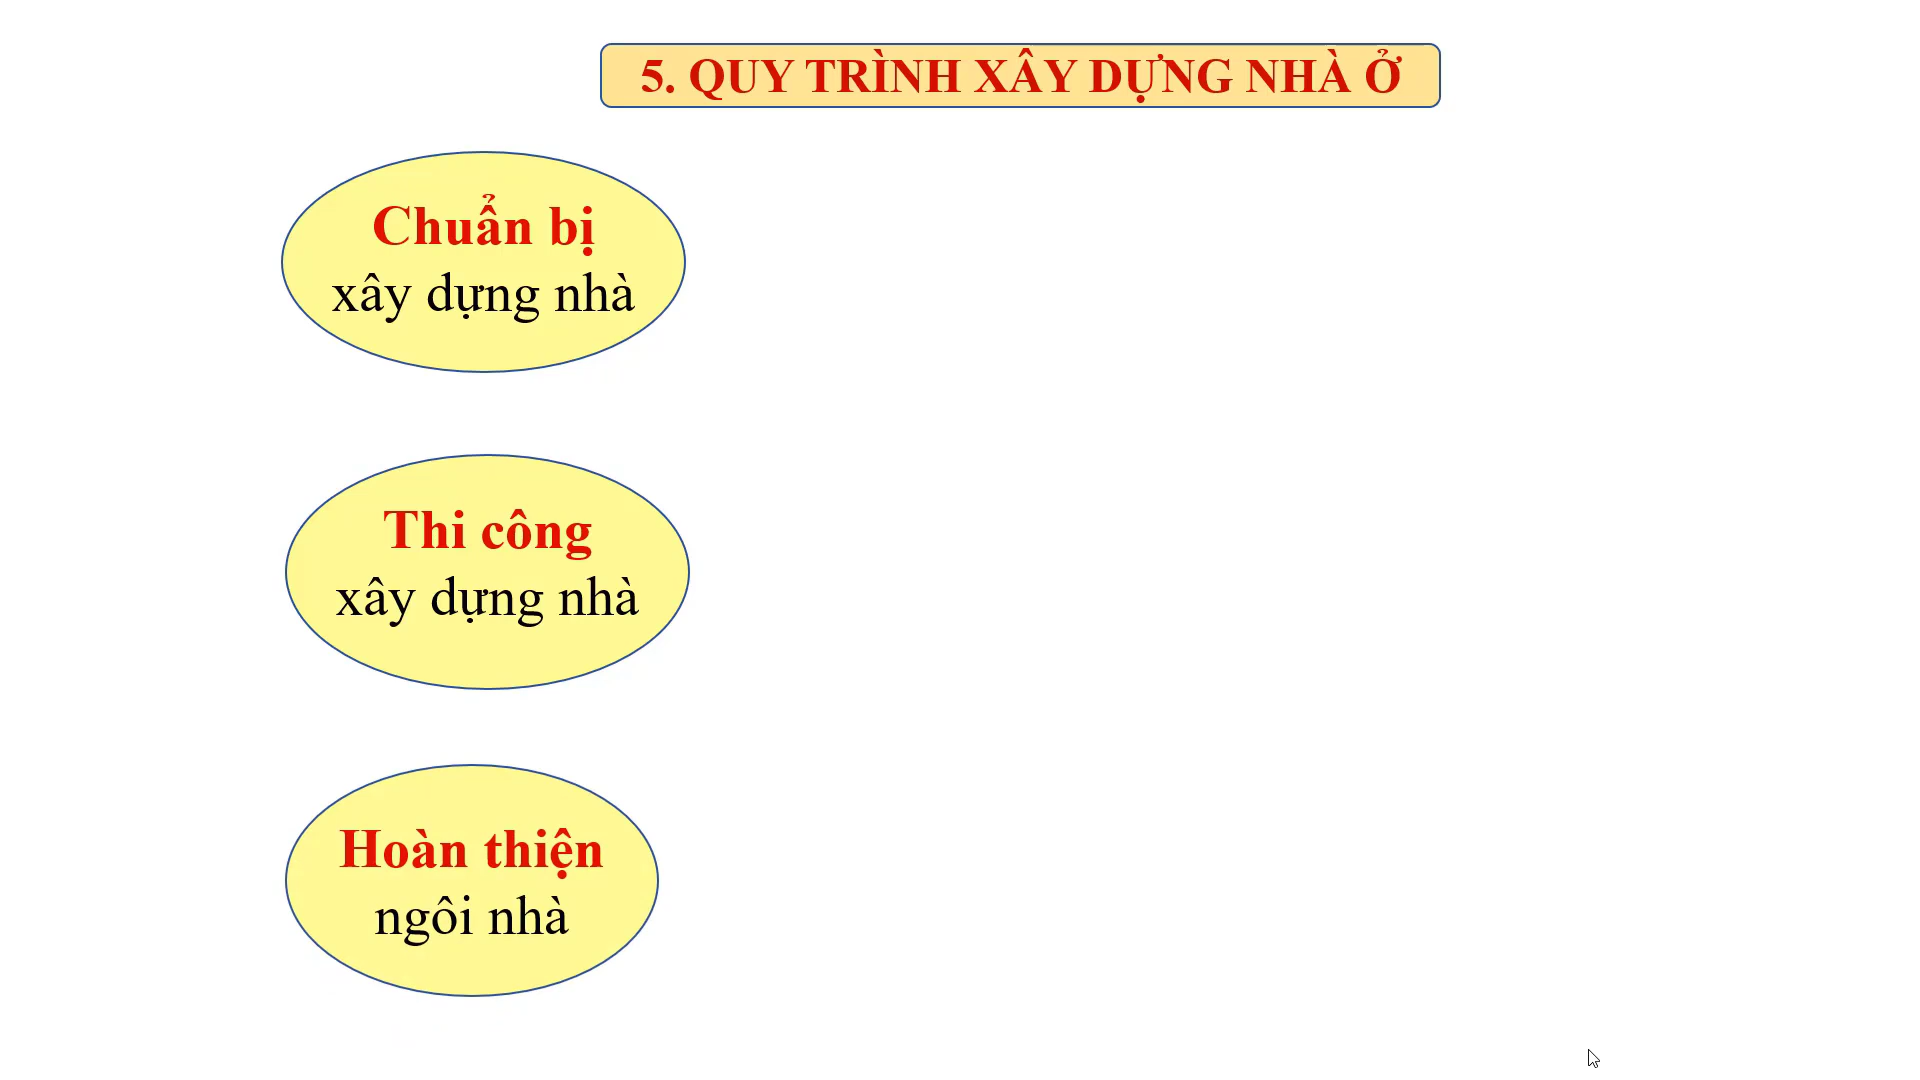 5. QUY TRÌNH XÂY DỰNG NHÀ Ở
Chuẩn bị
xây dựng nhà
Thi công
xây dựng nhà
Hoàn thiện
ngôi nhà